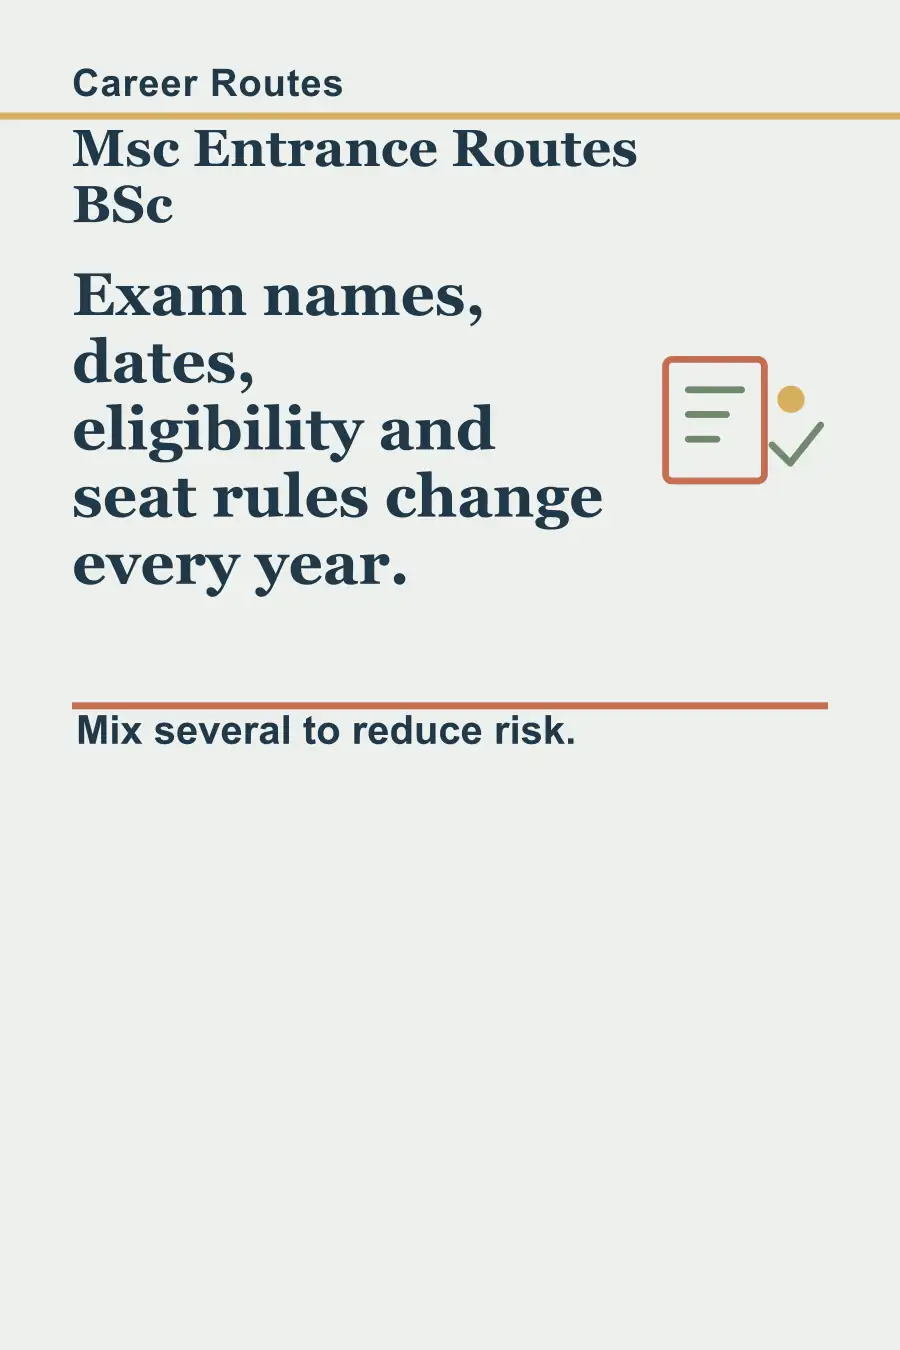 Career Routes
Msc Entrance Routes
BSc
Exam names,
dates,
eligibility and
seat rules change
every year.
Mix several to reduce risk.